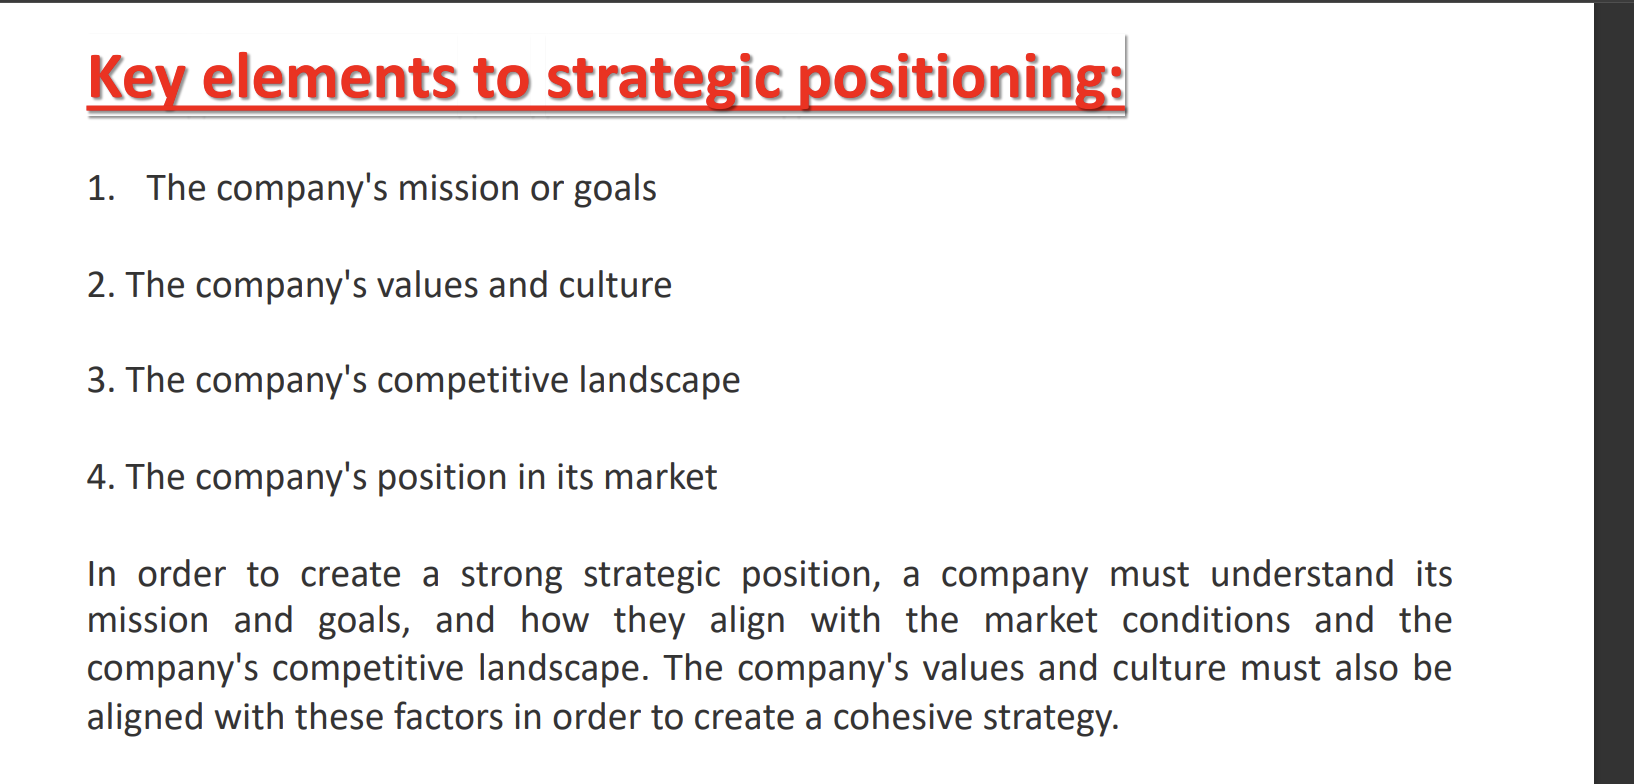 Key elements to strategic positioning:
1. The company's mission or goals
2. The company's values and culture
3. The company's competitive landscape
4. The company's position in its market
In order to create a strong strategic position, a company must understand its
mission and goals, and how they align with the market conditions and the
company's competitive landscape. The company's values and culture must also be
aligned with these factors in order to create a cohesive strategy.